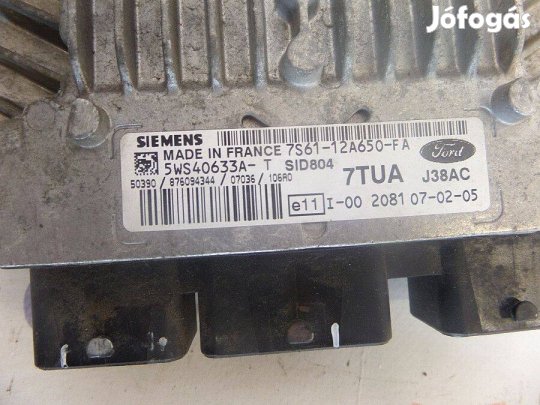 Jófogás
SIEMENS
MADE IN FRANCE 7S61-12A650-FA
5WS40633A- T SID804
50390 / 876094344 / 07036 / 106A0
7TUA J38AC
e11 I-00 2081 07-02-05
Ford